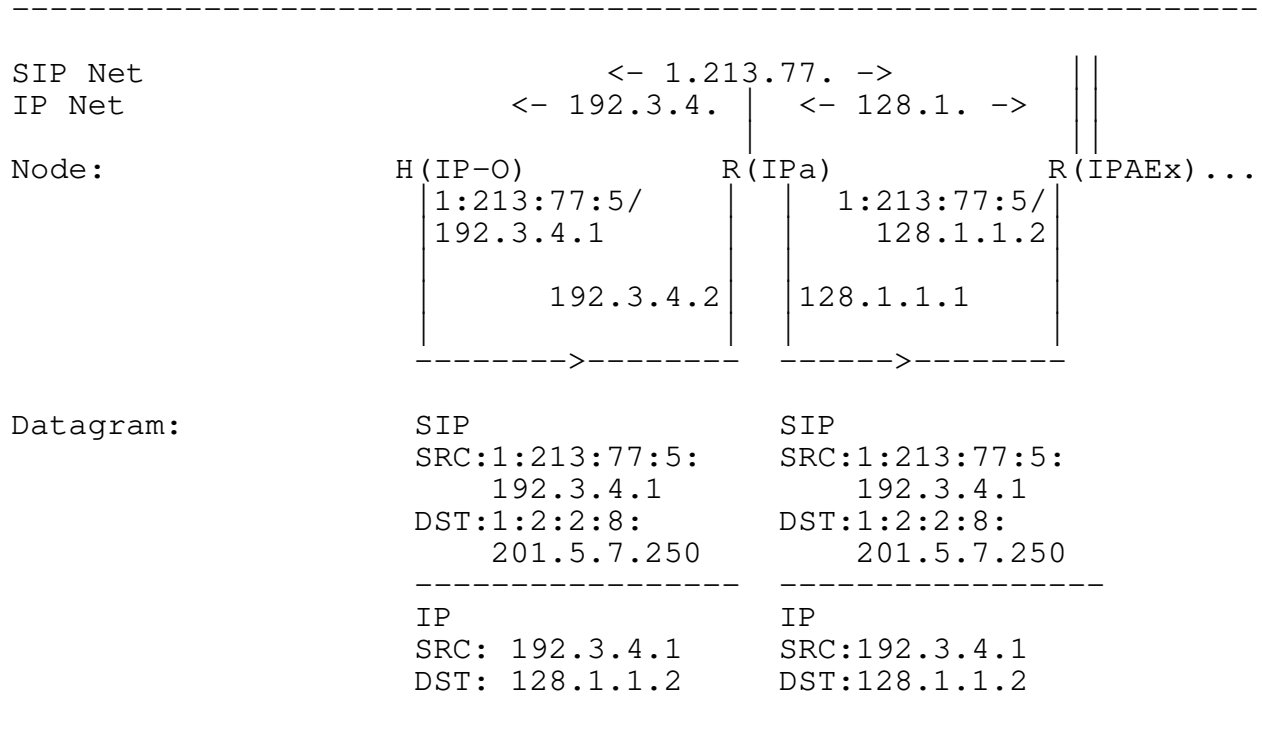 -----------------------------------------------------------------
SIP Net                        <- 1.213.77. ->         ||
IP Net                    <- 192.3.4. |  <- 128.1. ->  ||
                                      |                ||
Node:               H(IP-O)          R(IPa)           R(IPAEx)...
                     |1:213:77:5/    |  |  1:213:77:5/|
                     |192.3.4.1      |  |    128.1.1.2|
                     |               |  |             |
                     |      192.3.4.2|  |128.1.1.1    |
                     |               |  |             |
                     -------->--------  ------>--------
Datagram:            SIP                SIP
                     SRC:1:213:77:5:    SRC:1:213:77:5:
                         192.3.4.1          192.3.4.1
                     DST:1:2:2:8:       DST:1:2:2:8:
                         201.5.7.250        201.5.7.250
                     -----------------  -----------------
                     IP                 IP
                     SRC: 192.3.4.1     SRC:192.3.4.1
                     DST: 128.1.1.2     DST:128.1.1.2